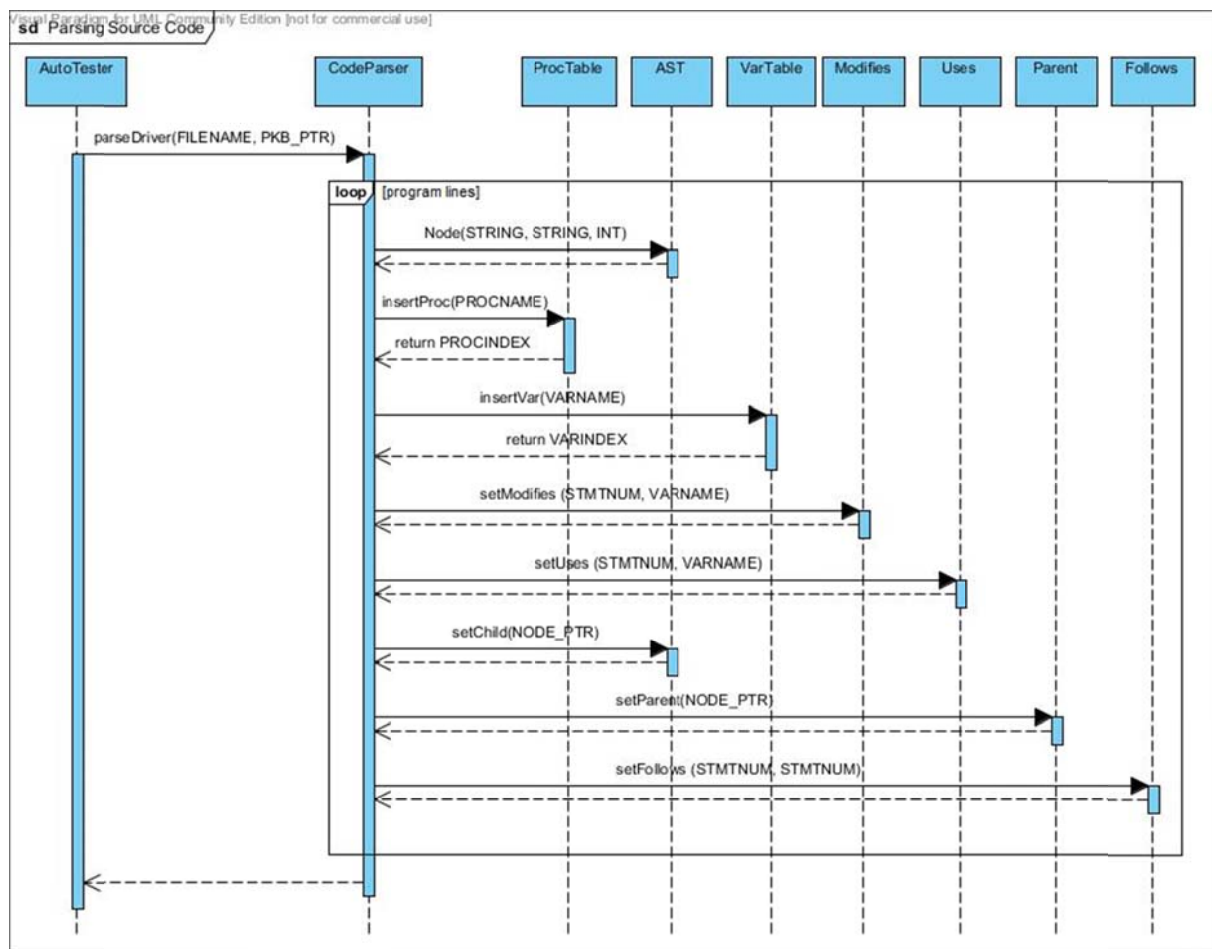 Visual Paradigm for UML Community Edition [not for commercial use]
sd Parsing Source Code
AutoTester
CodeParser
ProcTable
AST
VarTable
Modifies
Uses
Parent
Follows
parseDriver(FILENAME, PKB_PTR)
loop [program lines]
Node(STRING, STRING, INT)
insertProc(PROCNAME)
return PROCINDEX
insertVar(VARNAME)
return VARINDEX
setModifies (STMTNUM, VARNAME)
setUses (STMTNUM, VARNAME)
setChild(NODE_PTR)
setParent(NODE_PTR)
setFollows (STMTNUM, STMTNUM)